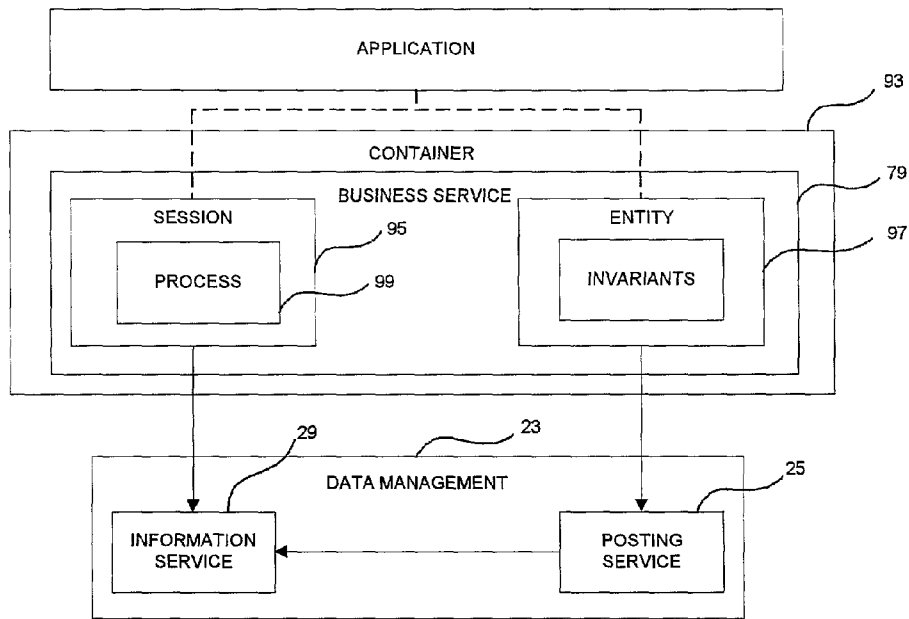 APPLICATION
93
CONTAINER
79
BUSINESS SERVICE
SESSION
ENTITY
95
97
PROCESS
99
INVARIANTS
23
29
DATA MANAGEMENT
25
INFORMATION
SERVICE
POSTING
SERVICE